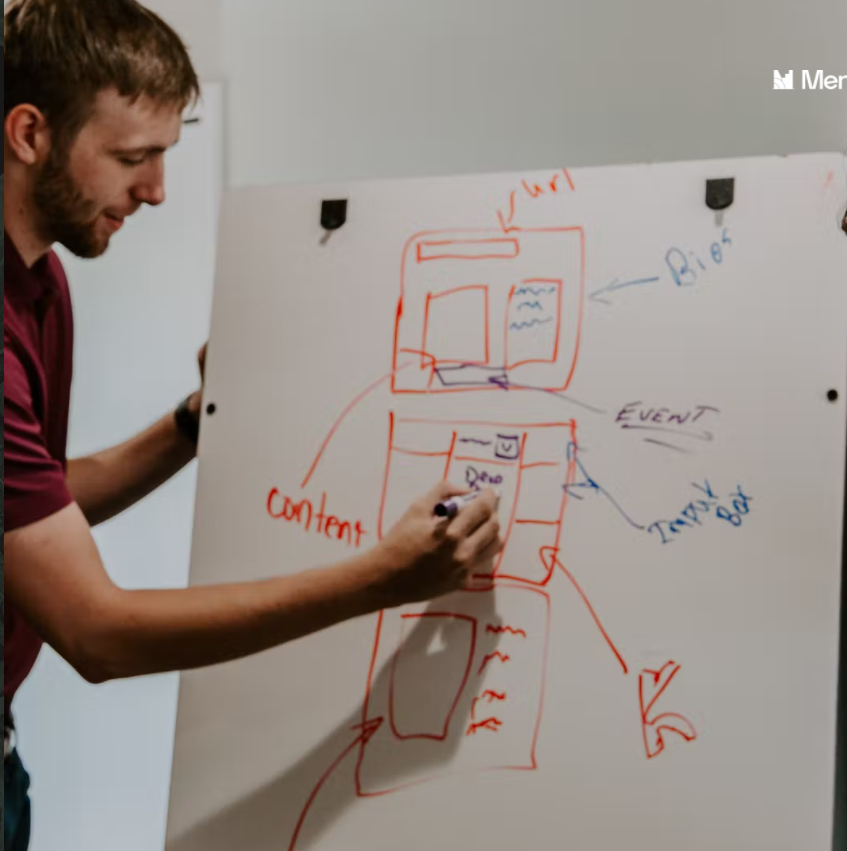 Mer
url
Bios
EVENT
content
Input
Box